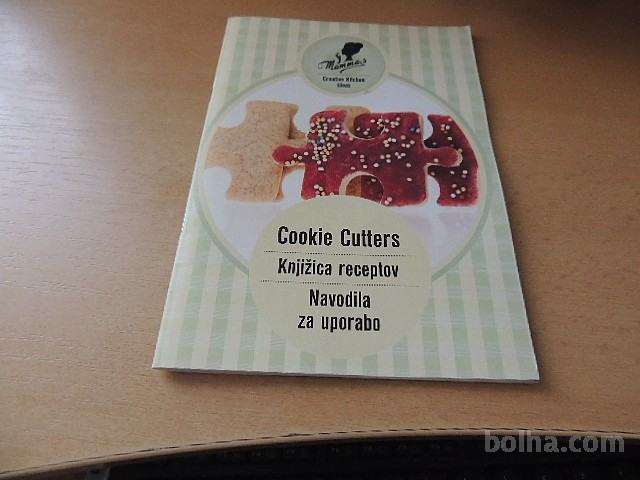 Mamma's
Creative Kitchen
Ideas
Cookie Cutters
Knjižica receptov
Navodila
za uporabo
bolha.com